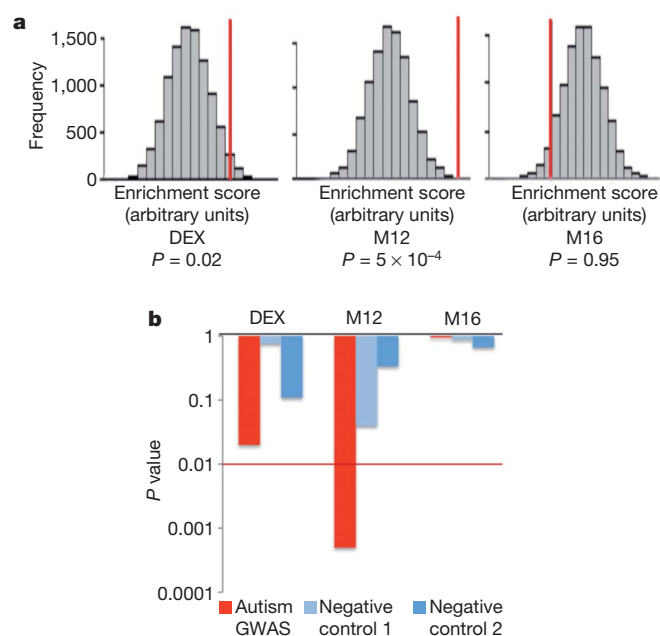 a
Frequency
1,500
1,000
500
0
Enrichment score
(arbitrary units)
DEX
P = 0.02
Enrichment score
(arbitrary units)
M12
P = 5 × 10⁻⁴
Enrichment score
(arbitrary units)
M16
P = 0.95
b
DEX M12 M16
P value
1
0.1
0.01
0.001
0.0001
Autism
GWAS
Negative
control 1
Negative
control 2